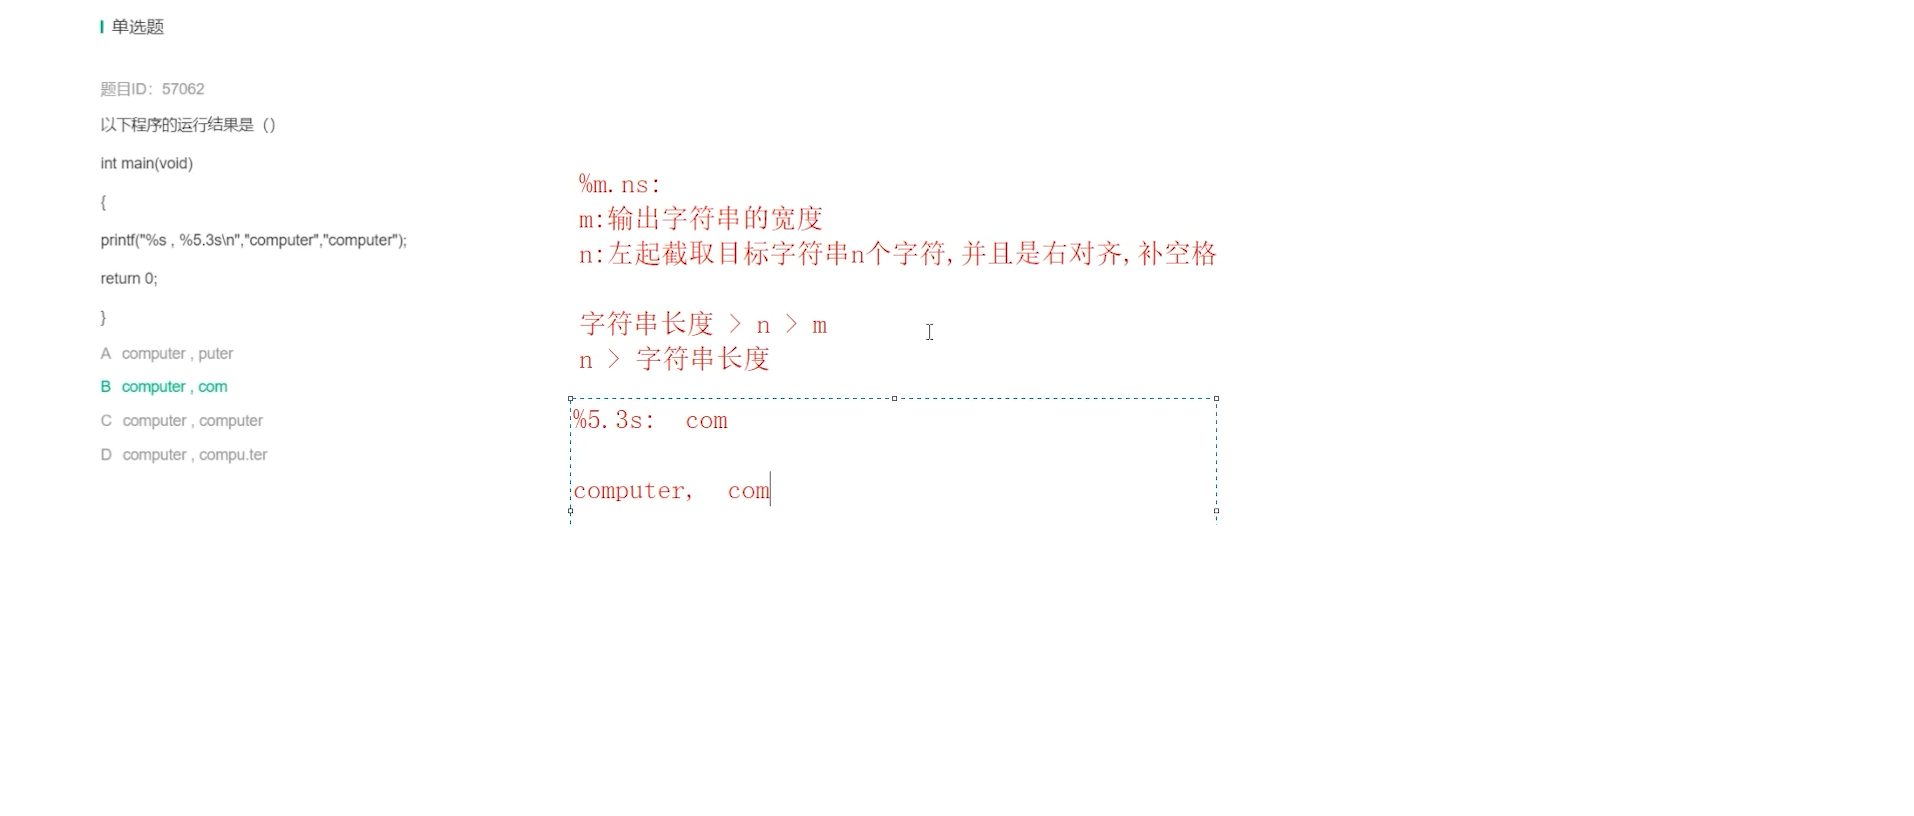 单选题
题目ID：57062
以下程序的运行结果是（）
int main(void)
{
printf("%s , %5.3s\n","computer","computer");
return 0;
}
A computer , puter
B computer , com
C computer , computer
D computer , compu.ter
%m.ns:
m:输出字符串的宽度
n:左起截取目标字符串n个字符,并且是右对齐,补空格
字符串长度 > n > m
n > 字符串长度
%5.3s:  com
computer,  com